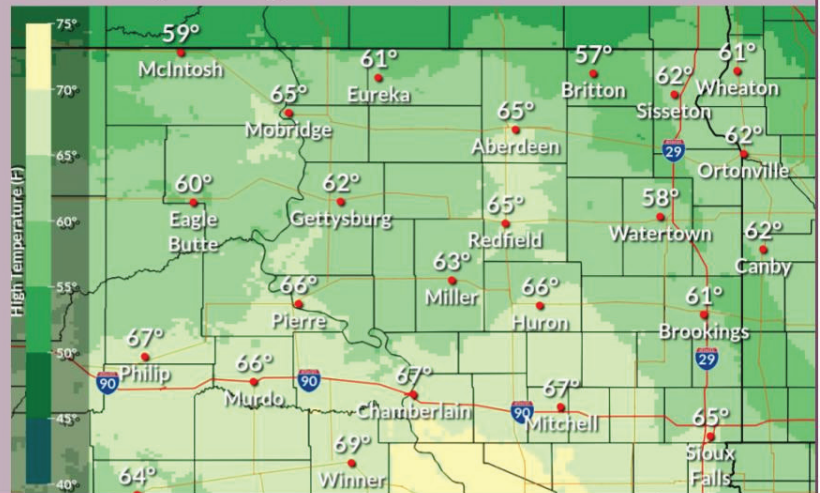 75°
70°
65°
60°
55°
50°
45°
40°
High Temperature (F)
59°
McIntosh
61°
Eureka
57°
Britton
61°
Wheaton
62°
Sisseton
65°
Mobridge
65°
Aberdeen
29
62°
Ortonville
60°
Eagle
Butte
62°
Gettysburg
65°
Redfield
58°
Watertown
62°
Canby
63°
Miller
66°
Pierre
66°
Huron
61°
Brookings
29
67°
Philip
90
66°
Murdo
90
67°
Chamberlain
90
67°
Mitchell
65°
Sioux
Falls
69°
Winner
64°